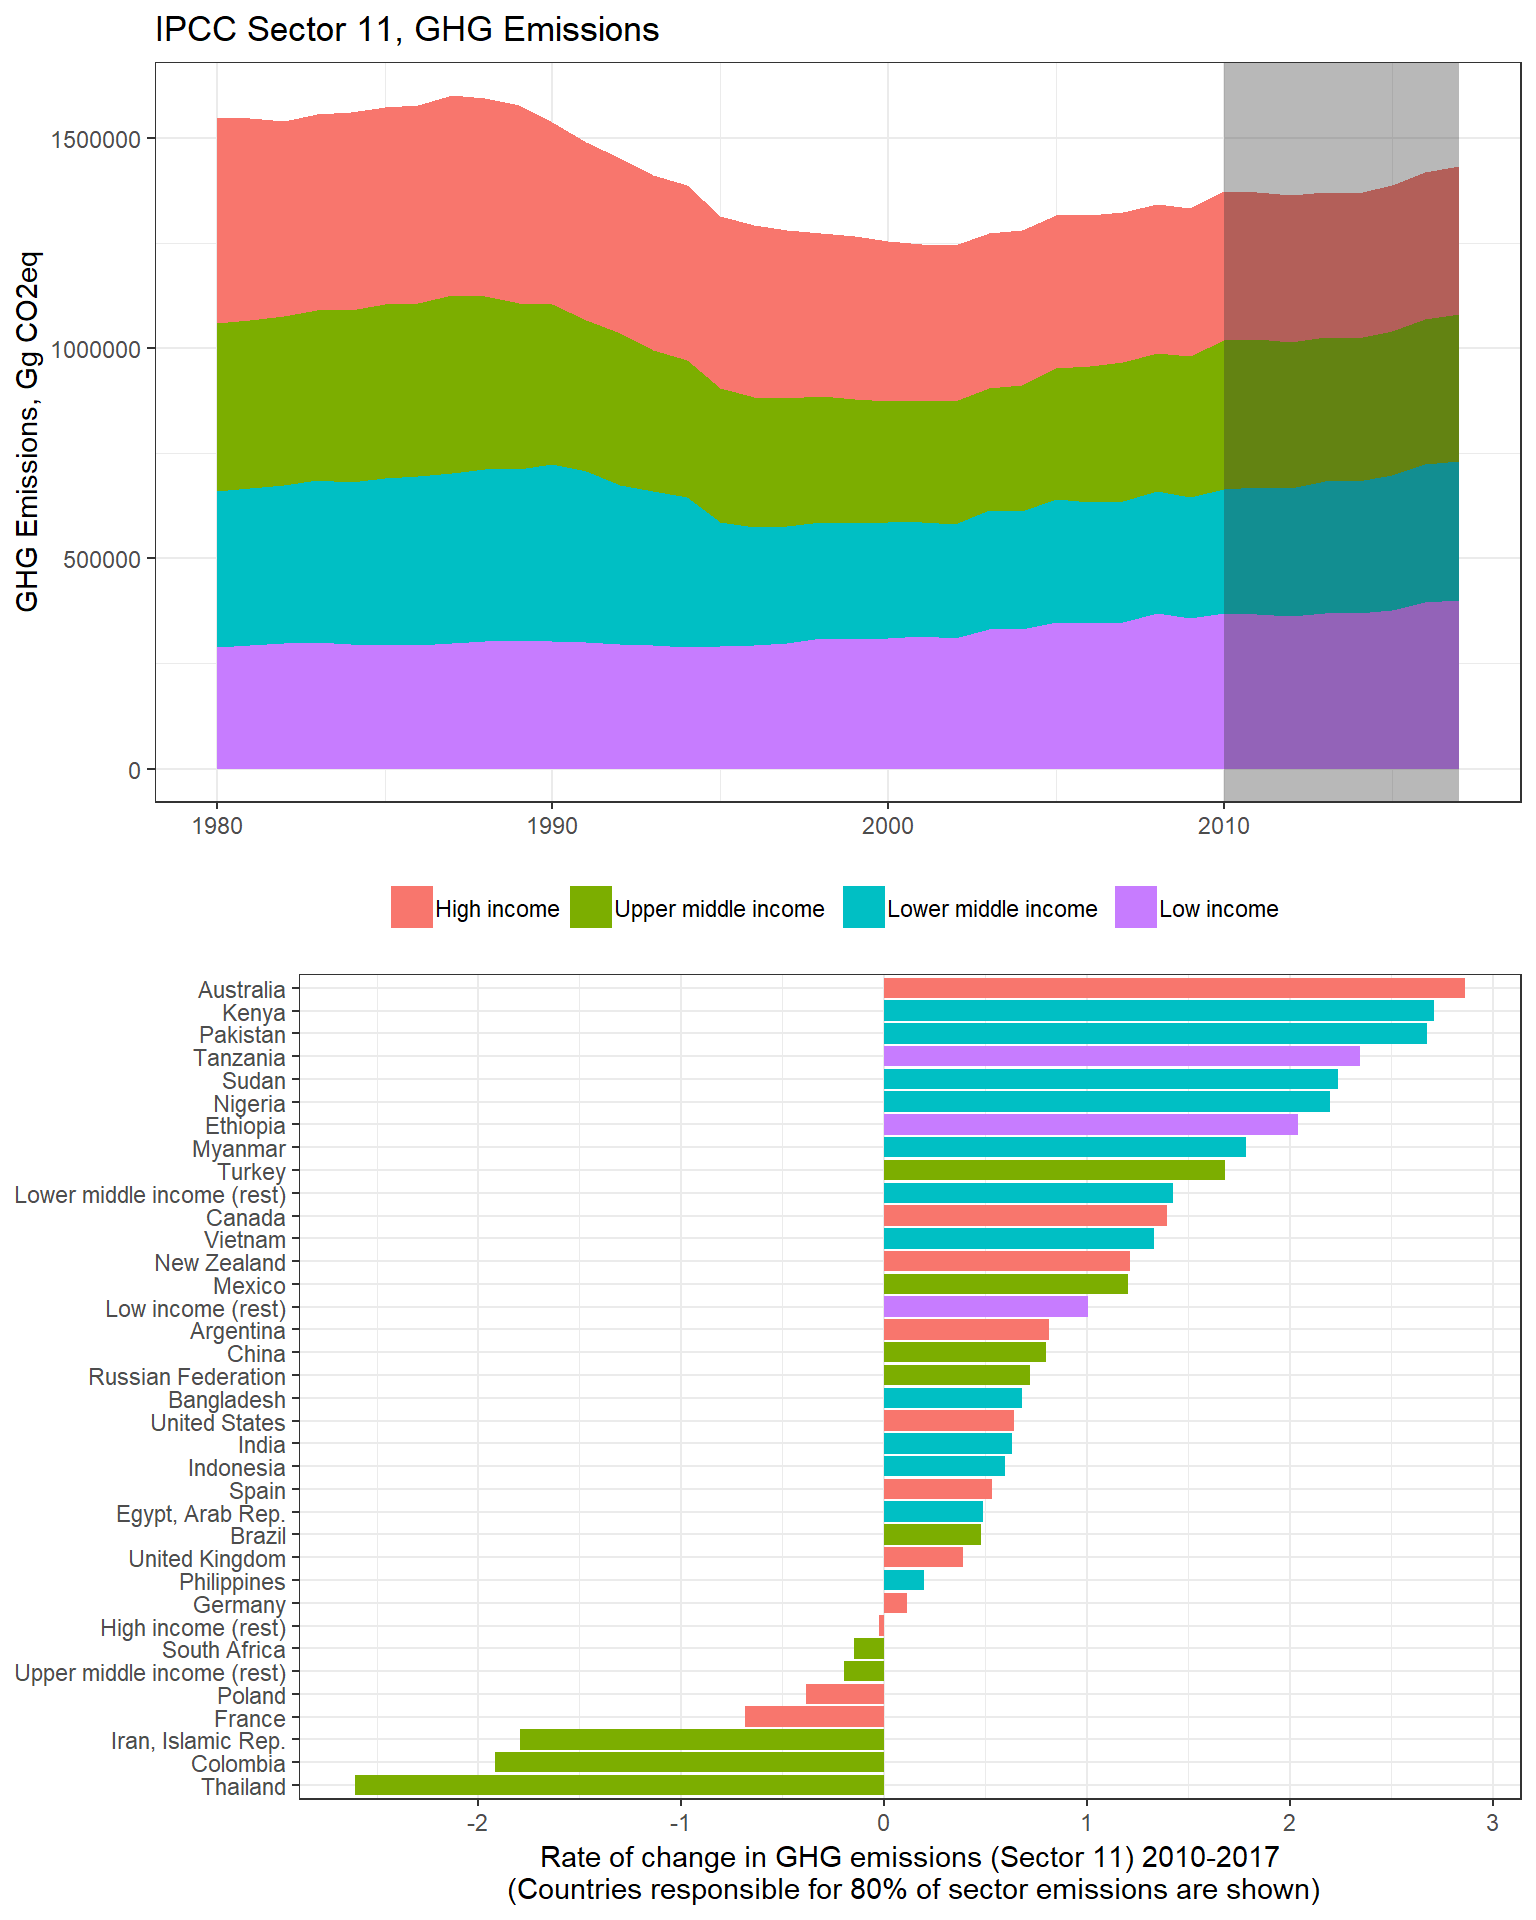 IPCC Sector 11, GHG Emissions
GHG Emissions, Gg CO2eq
1500000
1000000
500000
0
1980 1990 2000 2010
High income Upper middle income Lower middle income Low income
Australia
Kenya
Pakistan
Tanzania
Sudan
Nigeria
Ethiopia
Myanmar
Turkey
Lower middle income (rest)
Canada
Vietnam
New Zealand
Mexico
Low income (rest)
Argentina
China
Russian Federation
Bangladesh
United States
India
Indonesia
Spain
Egypt, Arab Rep.
Brazil
United Kingdom
Philippines
Germany
High income (rest)
South Africa
Upper middle income (rest)
Poland
France
Iran, Islamic Rep.
Colombia
Thailand
-2 -1 0 1 2 3
Rate of change in GHG emissions (Sector 11) 2010-2017
(Countries responsible for 80% of sector emissions are shown)